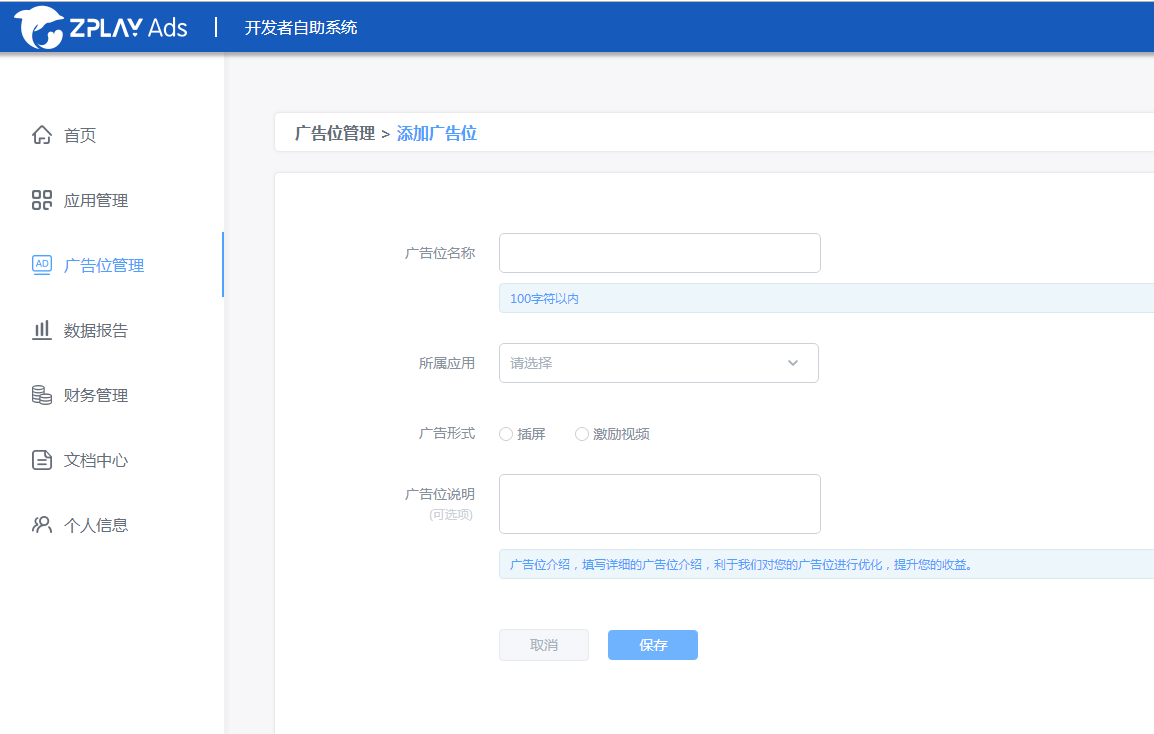 ZPLAY Ads | 开发者自助系统
首页
应用管理
AD 广告位管理
数据报告
财务管理
文档中心
个人信息
广告位管理 > 添加广告位
广告位名称
100字符以内
所属应用 请选择
广告形式 插屏 激励视频
广告位说明
(可选项)
广告位介绍，填写详细的广告位介绍，利于我们对您的广告位进行优化，提升您的收益。
取消 保存